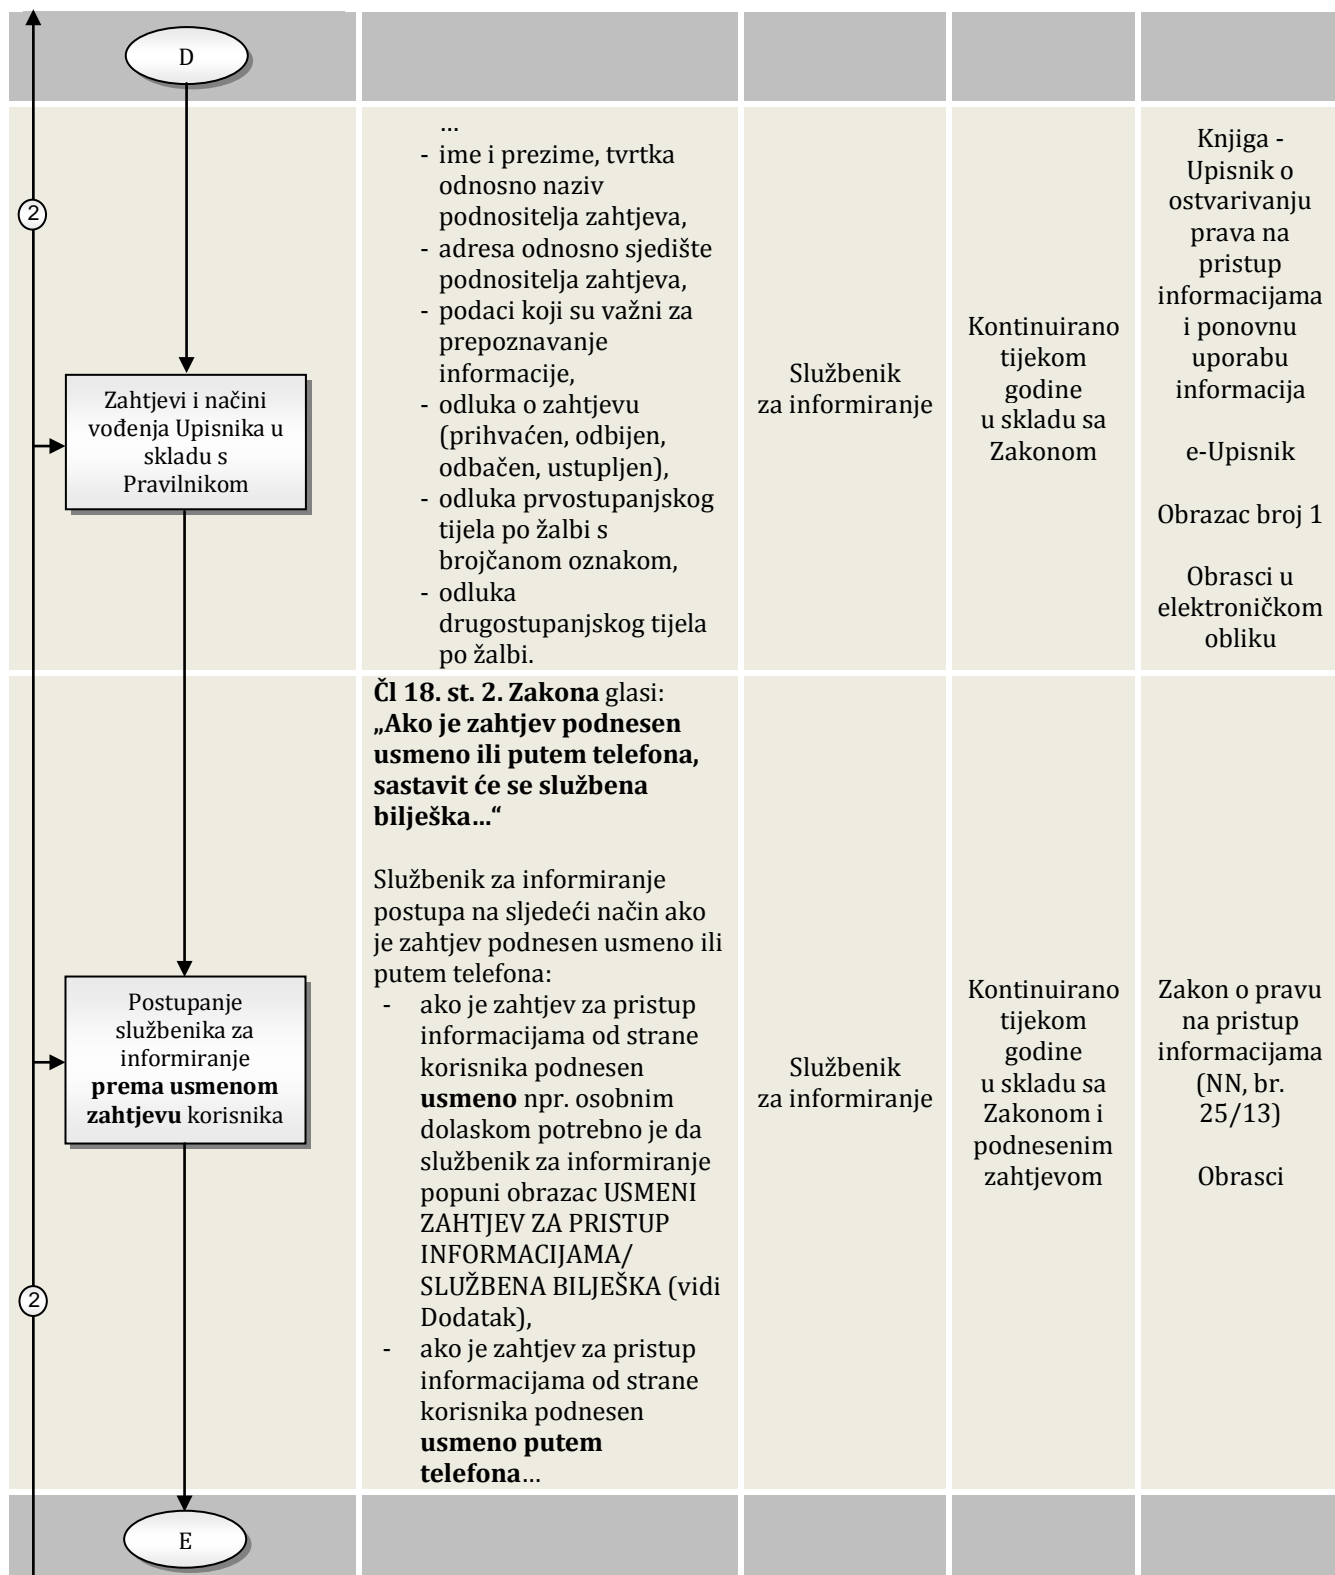 D
2
Zahtjevi i načini
vođenja Upisnika u
skladu s
Pravilnikom
…
- ime i prezime, tvrtka
odnosno naziv
podnositelja zahtjeva,
- adresa odnosno sjedište
podnositelja zahtjeva,
- podaci koji su važni za
prepoznavanje
informacije,
- odluka o zahtjevu
(prihvaćen, odbijen,
odbačen, ustupljen),
- odluka prvostupanjskog
tijela po žalbi s
brojčanom oznakom,
- odluka
drugostupanjskog tijela
po žalbi.
Službenik
za informiranje
Kontinuirano
tijekom
godine
u skladu sa
Zakonom
Knjiga -
Upisnik o
ostvarivanju
prava na
pristup
informacijama
i ponovnu
uporabu
informacija
e-Upisnik
Obrazac broj 1
Obrasci u
elektroničkom
obliku
Postupanje
službenika za
informiranje
prema usmenom
zahtjevu korisnika
2
Čl 18. st. 2. Zakona glasi:
„Ako je zahtjev podnesen
usmeno ili putem telefona,
sastavit će se službena
bilješka…“
Službenik za informiranje
postupa na sljedeći način ako
je zahtjev podnesen usmeno ili
putem telefona:
- ako je zahtjev za pristup
informacijama od strane
korisnika podnesen
usmeno npr. osobnim
dolaskom potrebno je da
službenik za informiranje
popuni obrazac USMENI
ZAHTJEV ZA PRISTUP
INFORMACIJAMA/
SLUŽBENA BILJEŠKA (vidi
Dodatak),
- ako je zahtjev za pristup
informacijama od strane
korisnika podnesen
usmeno putem
telefona…
Službenik
za informiranje
Kontinuirano
tijekom
godine
u skladu sa
Zakonom i
podnesenim
zahtjevom
Zakon o pravu
na pristup
informacijama
(NN, br.
25/13)
Obrasci
E